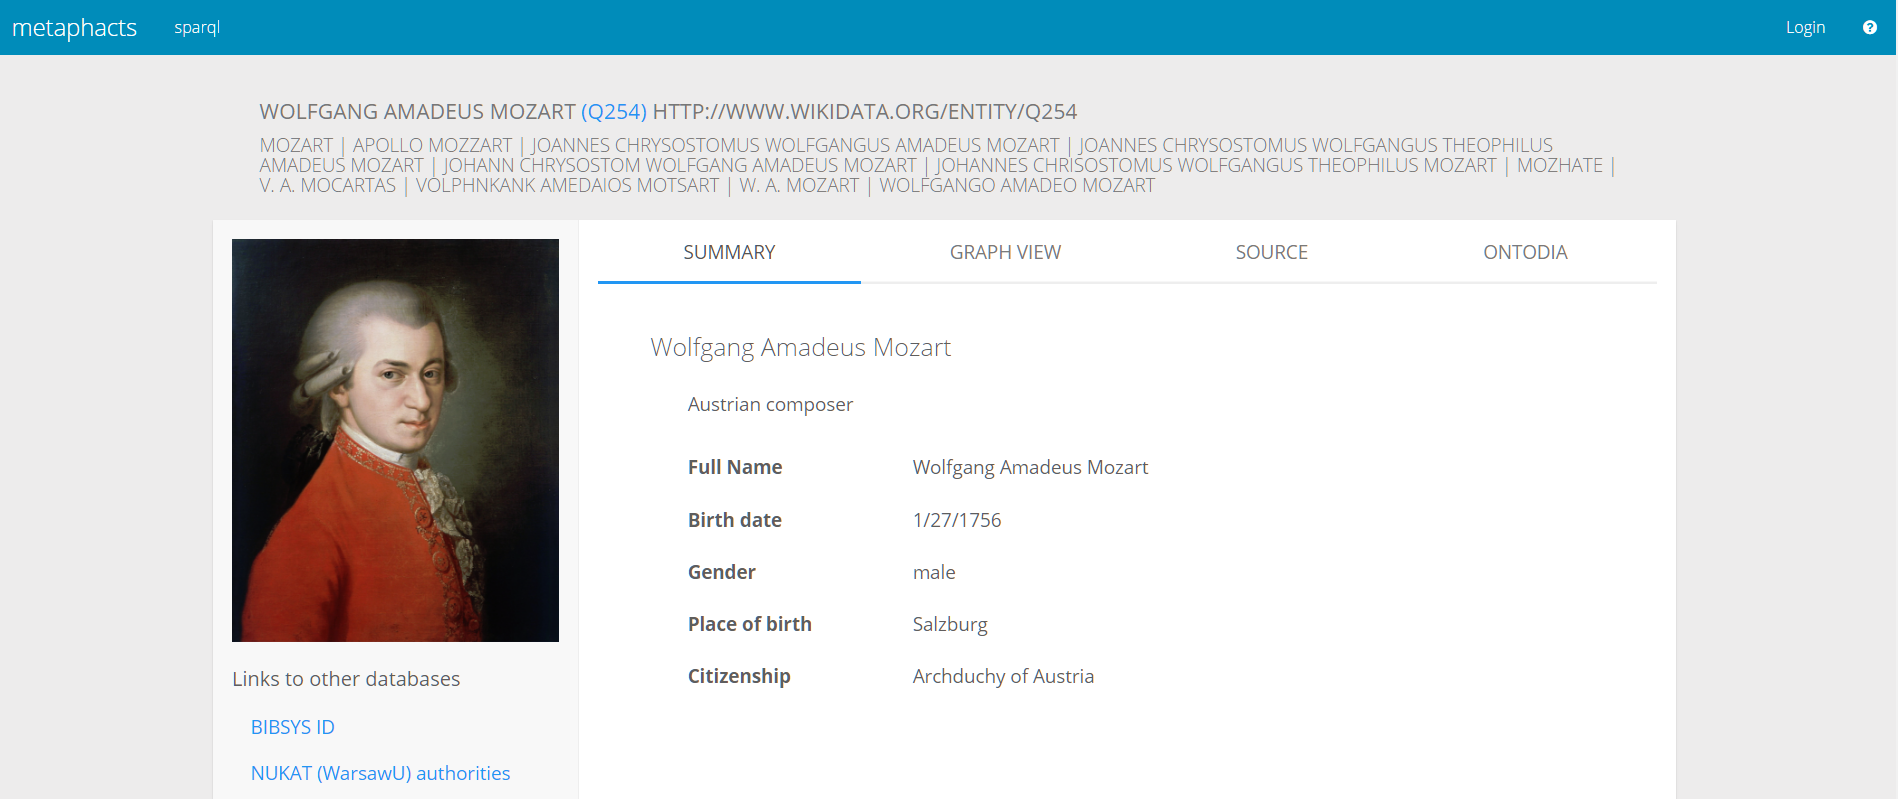 metaphacts sparql Login
WOLFGANG AMADEUS MOZART (Q254) HTTP://WWW.WIKIDATA.ORG/ENTITY/Q254
MOZART | APOLLO MOZZART | JOANNES CHRYSOSTOMUS WOLFGANGUS AMADEUS MOZART | JOANNES CHRYSOSTOMUS WOLFGANGUS THEOPHILUS
AMADEUS MOZART | JOHANN CHRYSOSTOM WOLFGANG AMADEUS MOZART | JOHANNES CHRISOSTOMUS WOLFGANGUS THEOPHILUS MOZART | MOZHATE |
V. A. MOCARTAS | VOLPHNKANK AMEDAIOS MOTSART | W. A. MOZART | WOLFGANGO AMADEO MOZART
SUMMARY GRAPH VIEW SOURCE ONTODIA
Wolfgang Amadeus Mozart
Austrian composer
Full Name Wolfgang Amadeus Mozart
Birth date 1/27/1756
Gender male
Place of birth Salzburg
Citizenship Archduchy of Austria
Links to other databases
BIBSYS ID
NUKAT (WarsawU) authorities